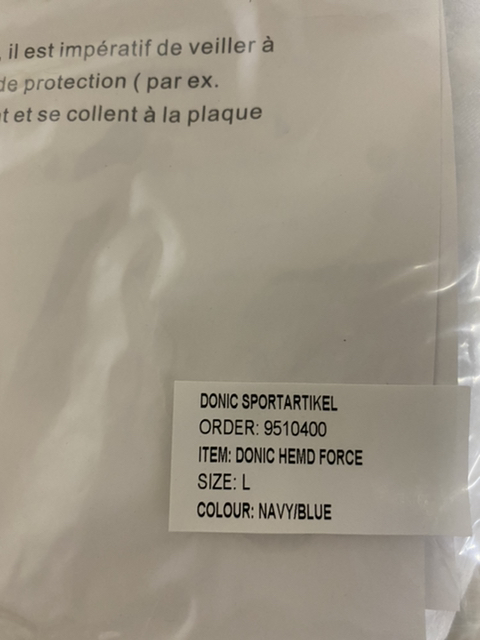 , il est impératif de veiller à
de protection ( par ex.
t et se collent à la plaque
DONIC SPORTARTIKEL
ORDER: 9510400
ITEM: DONIC HEMD FORCE
SIZE: L
COLOUR: NAVY/BLUE